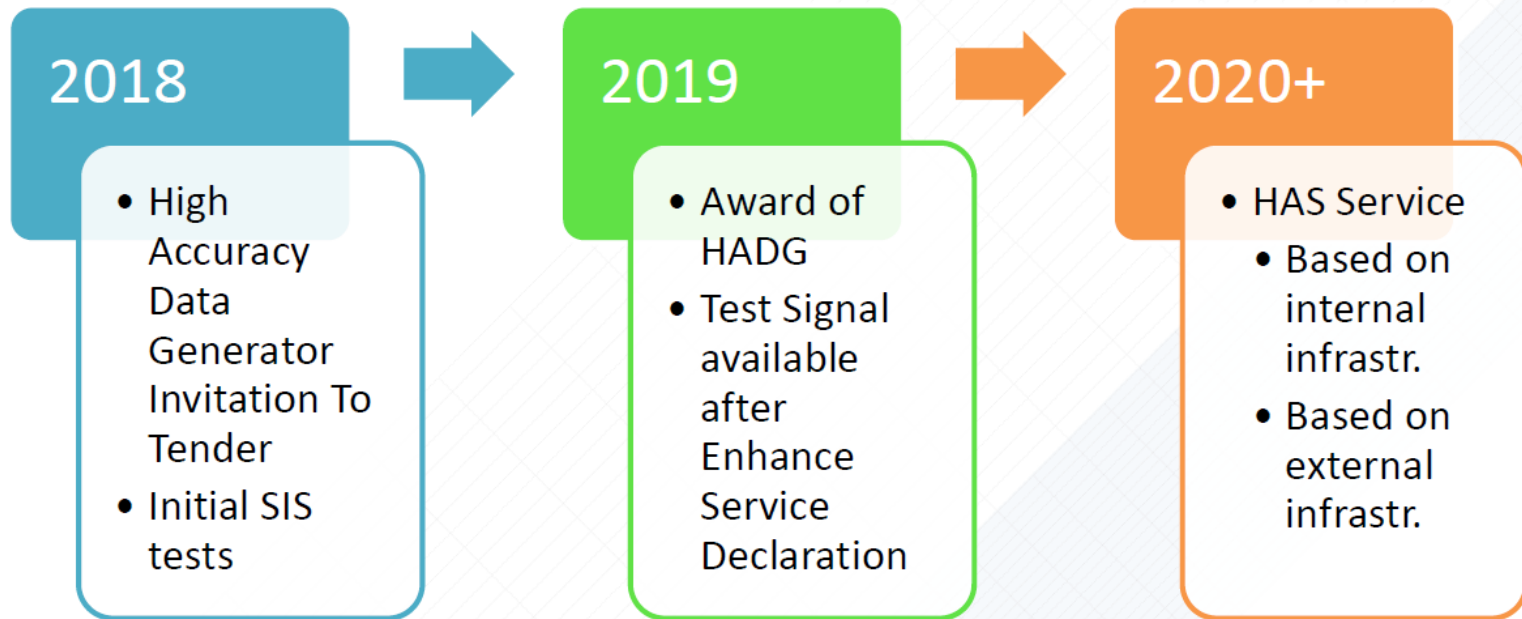 2018
• High
Accuracy
Data
Generator
Invitation To
Tender
• Initial SIS
tests
2019
• Award of
HADG
• Test Signal
available
after
Enhance
Service
Declaration
2020+
• HAS Service
• Based on
internal
infrastr.
• Based on
external
infrastr.